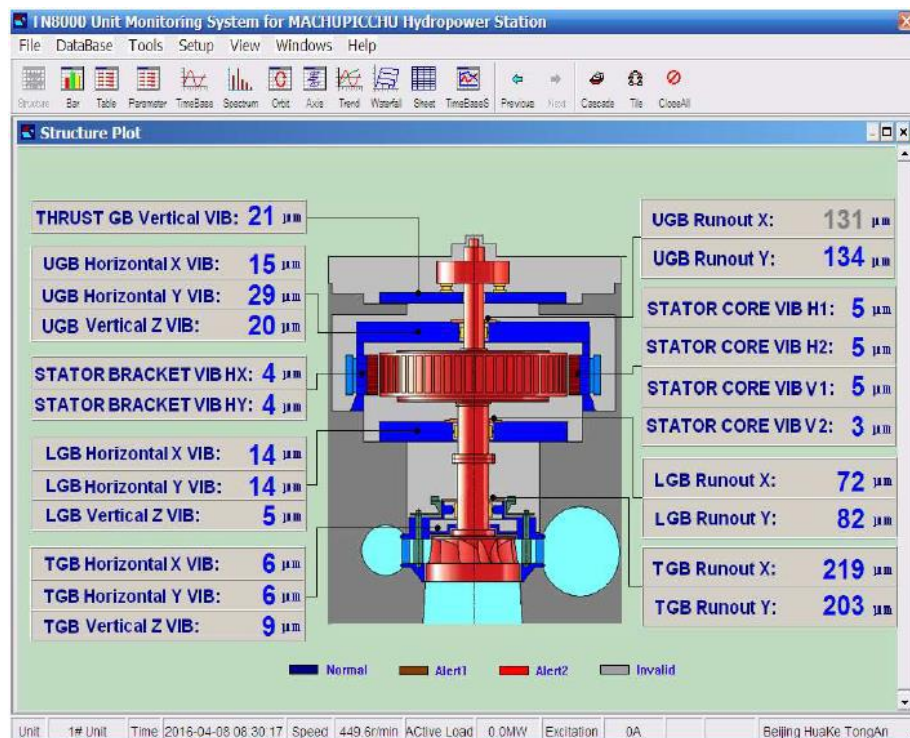 TN8000 Unit Monitoring System for MACHUPICCHU Hydropower Station
File DataBase Tools Setup View Windows Help
Structure Bar Table Parameter TimeBase Spectrum Orbit Axis Trend Waterfall Sheet TimeBaseS Previous Next Cascade Tile CloseAll
Structure Plot
THRUST GB Vertical VIB: 21 μm
UGB Horizontal X VIB: 15 μm
UGB Horizontal Y VIB: 29 μm
UGB Vertical Z VIB: 20 μm
STATOR BRACKET VIB HX: 4 μm
STATOR BRACKET VIB HY: 4 μm
LGB Horizontal X VIB: 14 μm
LGB Horizontal Y VIB: 14 μm
LGB Vertical Z VIB: 5 μm
TGB Horizontal X VIB: 6 μm
TGB Horizontal Y VIB: 6 μm
TGB Vertical Z VIB: 9 μm
UGB Runout X: 131 μm
UGB Runout Y: 134 μm
STATOR CORE VIB H1: 5 μm
STATOR CORE VIB H2: 5 μm
STATOR CORE VIB V1: 5 μm
STATOR CORE VIB V2: 3 μm
LGB Runout X: 72 μm
LGB Runout Y: 82 μm
TGB Runout X: 219 μm
TGB Runout Y: 203 μm
Normal Alert1 Alert2 Invalid
Unit 1# Unit Time 2016-04-08 08:30:17 Speed 449.6r/min ACtive Load 0.0MW Excitation 0A Beijing HuaKe TongAn